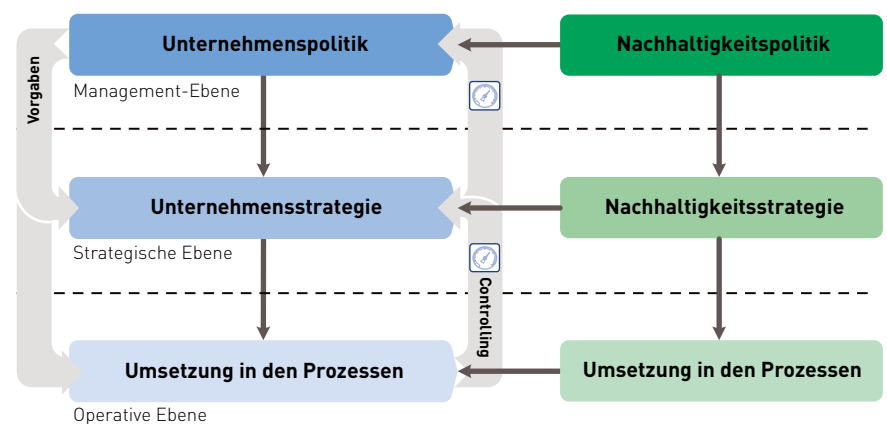 Vorgaben
Unternehmenspolitik
Nachhaltigkeitspolitik
Management-Ebene
Unternehmensstrategie
Nachhaltigkeitsstrategie
Strategische Ebene
Controlling
Umsetzung in den Prozessen
Umsetzung in den Prozessen
Operative Ebene